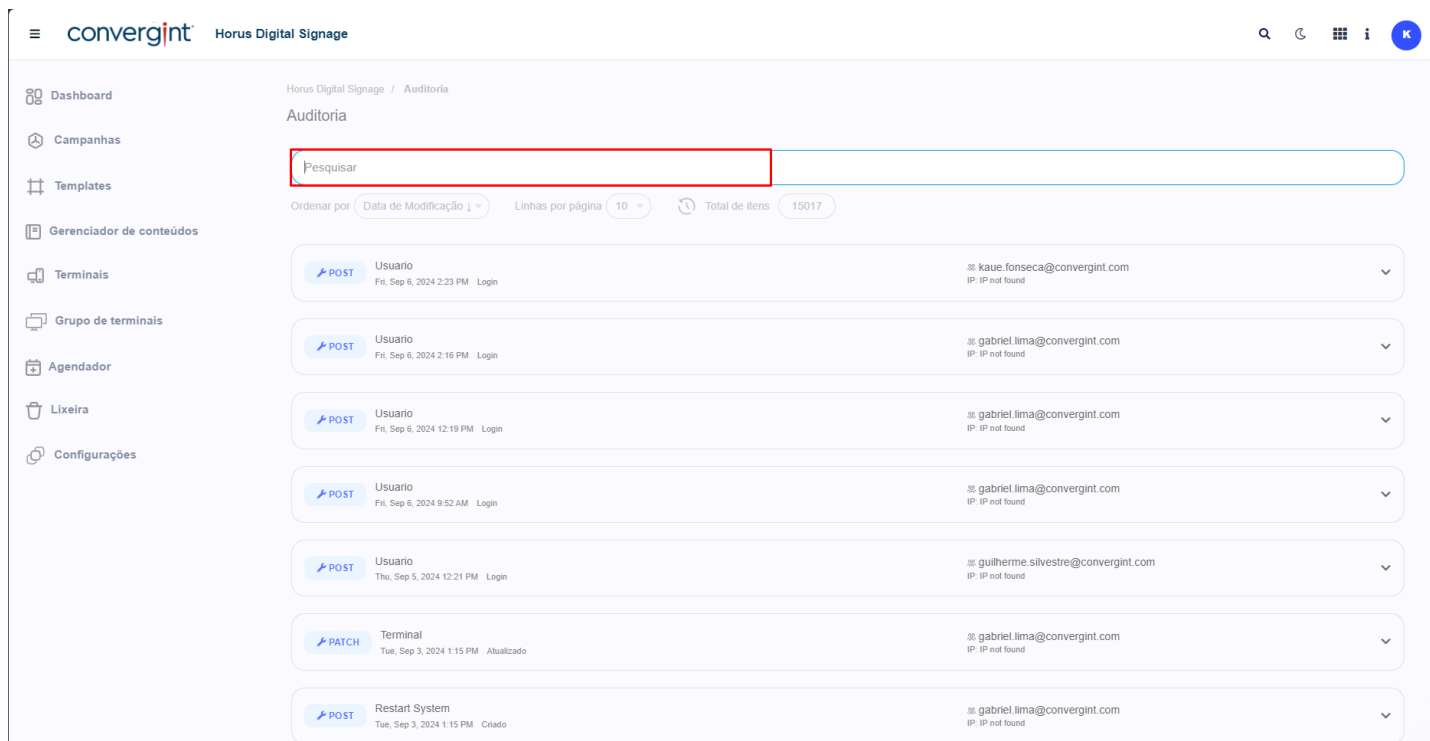 convergint Horus Digital Signage
i K
Dashboard
Campanhas
Templates
Gerenciador de conteúdos
Terminais
Grupo de terminais
Agendador
Lixeira
Configurações
Horus Digital Signage / Auditoria
Auditoria
Pesquisar
Ordenar por Data de Modificação ↓ Linhas por página 10 Total de itens 15017
POST Usuario kaue.fonseca@convergint.com
Fri, Sep 6, 2024 2:23 PM Login IP: IP not found
POST Usuario gabriel.lima@convergint.com
Fri, Sep 6, 2024 2:16 PM Login IP: IP not found
POST Usuario gabriel.lima@convergint.com
Fri, Sep 6, 2024 12:19 PM Login IP: IP not found
POST Usuario gabriel.lima@convergint.com
Fri, Sep 6, 2024 9:52 AM Login IP: IP not found
POST Usuario guilherme.silvestre@convergint.com
Thu, Sep 5, 2024 12:21 PM Login IP: IP not found
PATCH Terminal gabriel.lima@convergint.com
Tue, Sep 3, 2024 1:15 PM Atualizado IP: IP not found
POST Restart System gabriel.lima@convergint.com
Tue, Sep 3, 2024 1:15 PM Criado IP: IP not found